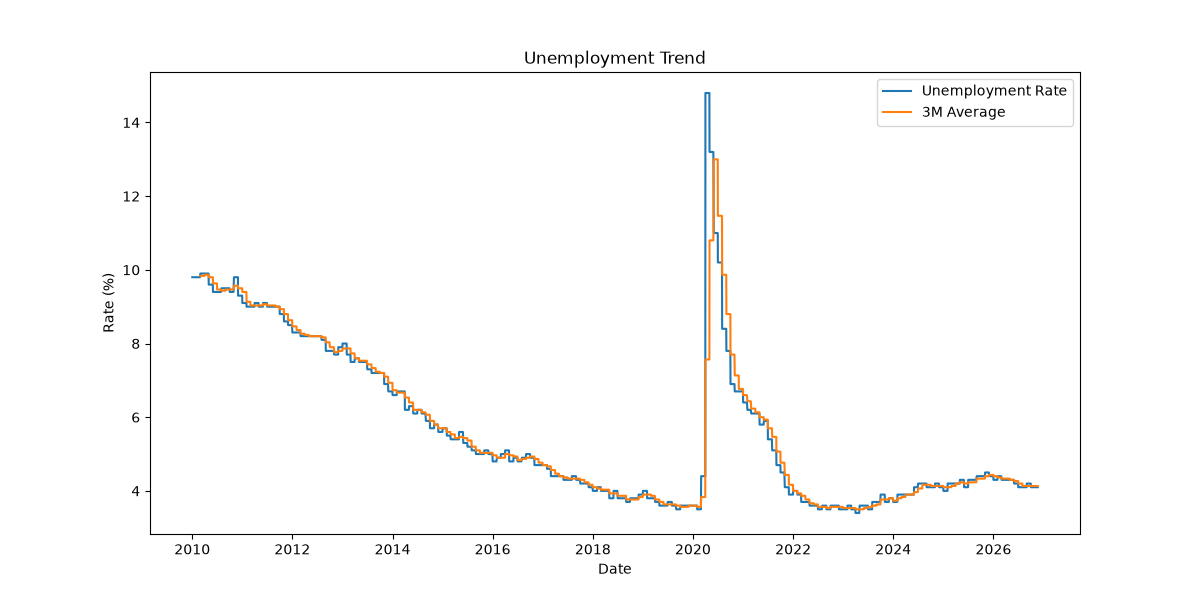 Unemployment Trend
Unemployment Rate
3M Average
14
12
10
8
6
4
Rate (%)
2010 2012 2014 2016 2018 2020 2022 2024 2026
Date